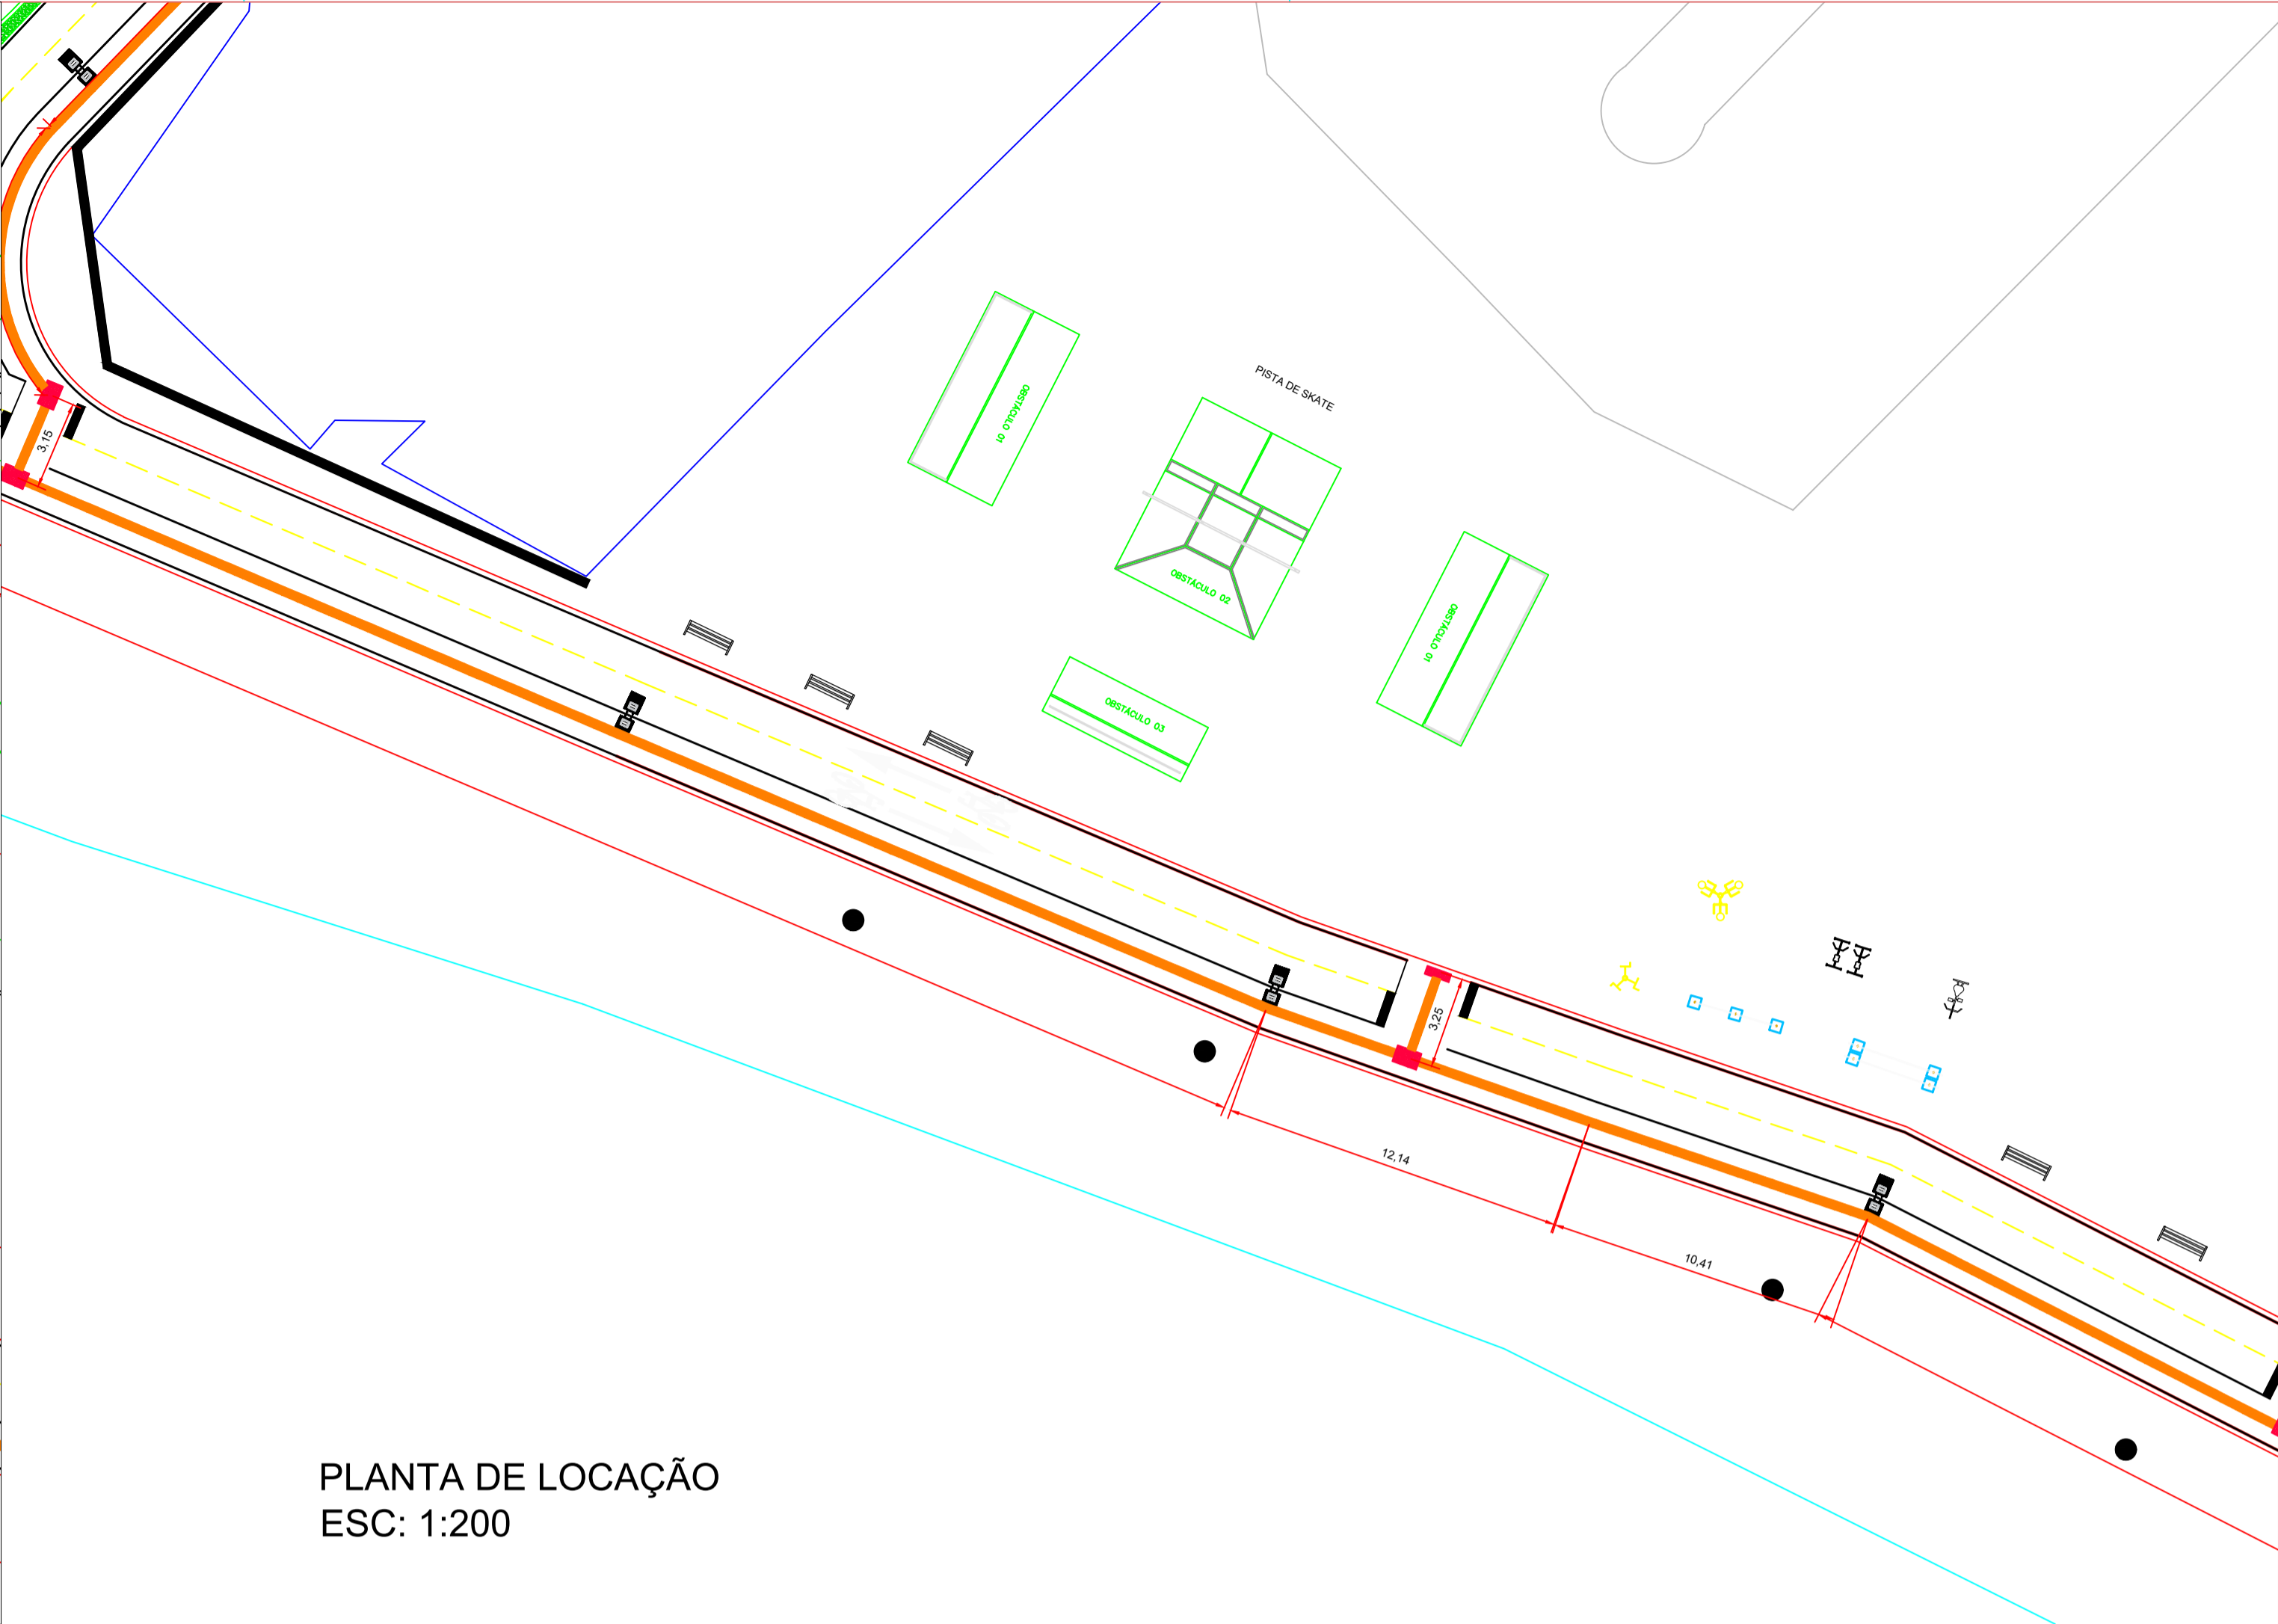 PISTA DE SKATE
OBSTÁCULO 01
3,15
OBSTÁCULO 02
OBSTÁCULO 01
OBSTÁCULO 03
3,25
12,14
10,41
PLANTA DE LOCAÇÃO
ESC: 1:200